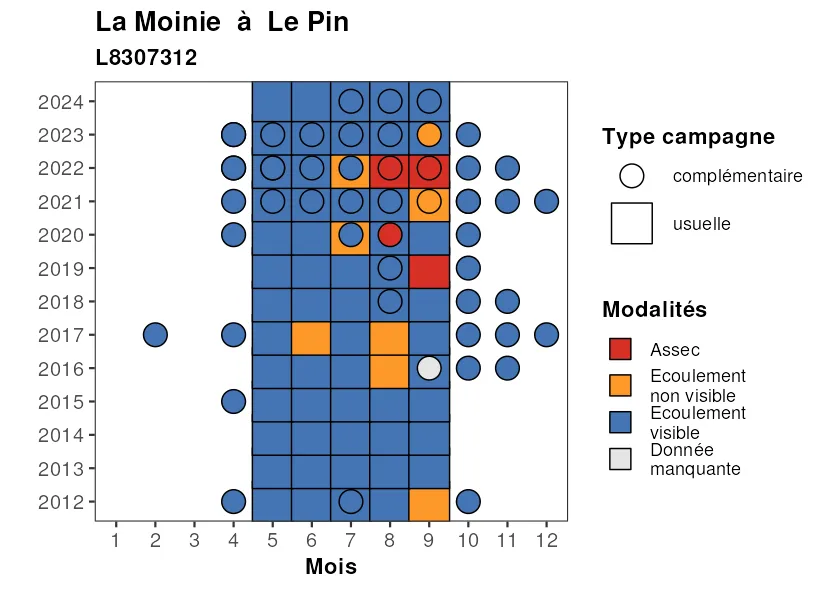 La Moinie à Le Pin
L8307312
2024
2023
2022
2021
2020
2019
2018
2017
2016
2015
2014
2013
2012
1 2 3 4 5 6 7 8 9 10 11 12
Mois
Type campagne
complémentaire
usuelle
Modalités
Assec
Ecoulement
non visible
Ecoulement
visible
Donnée
manquante